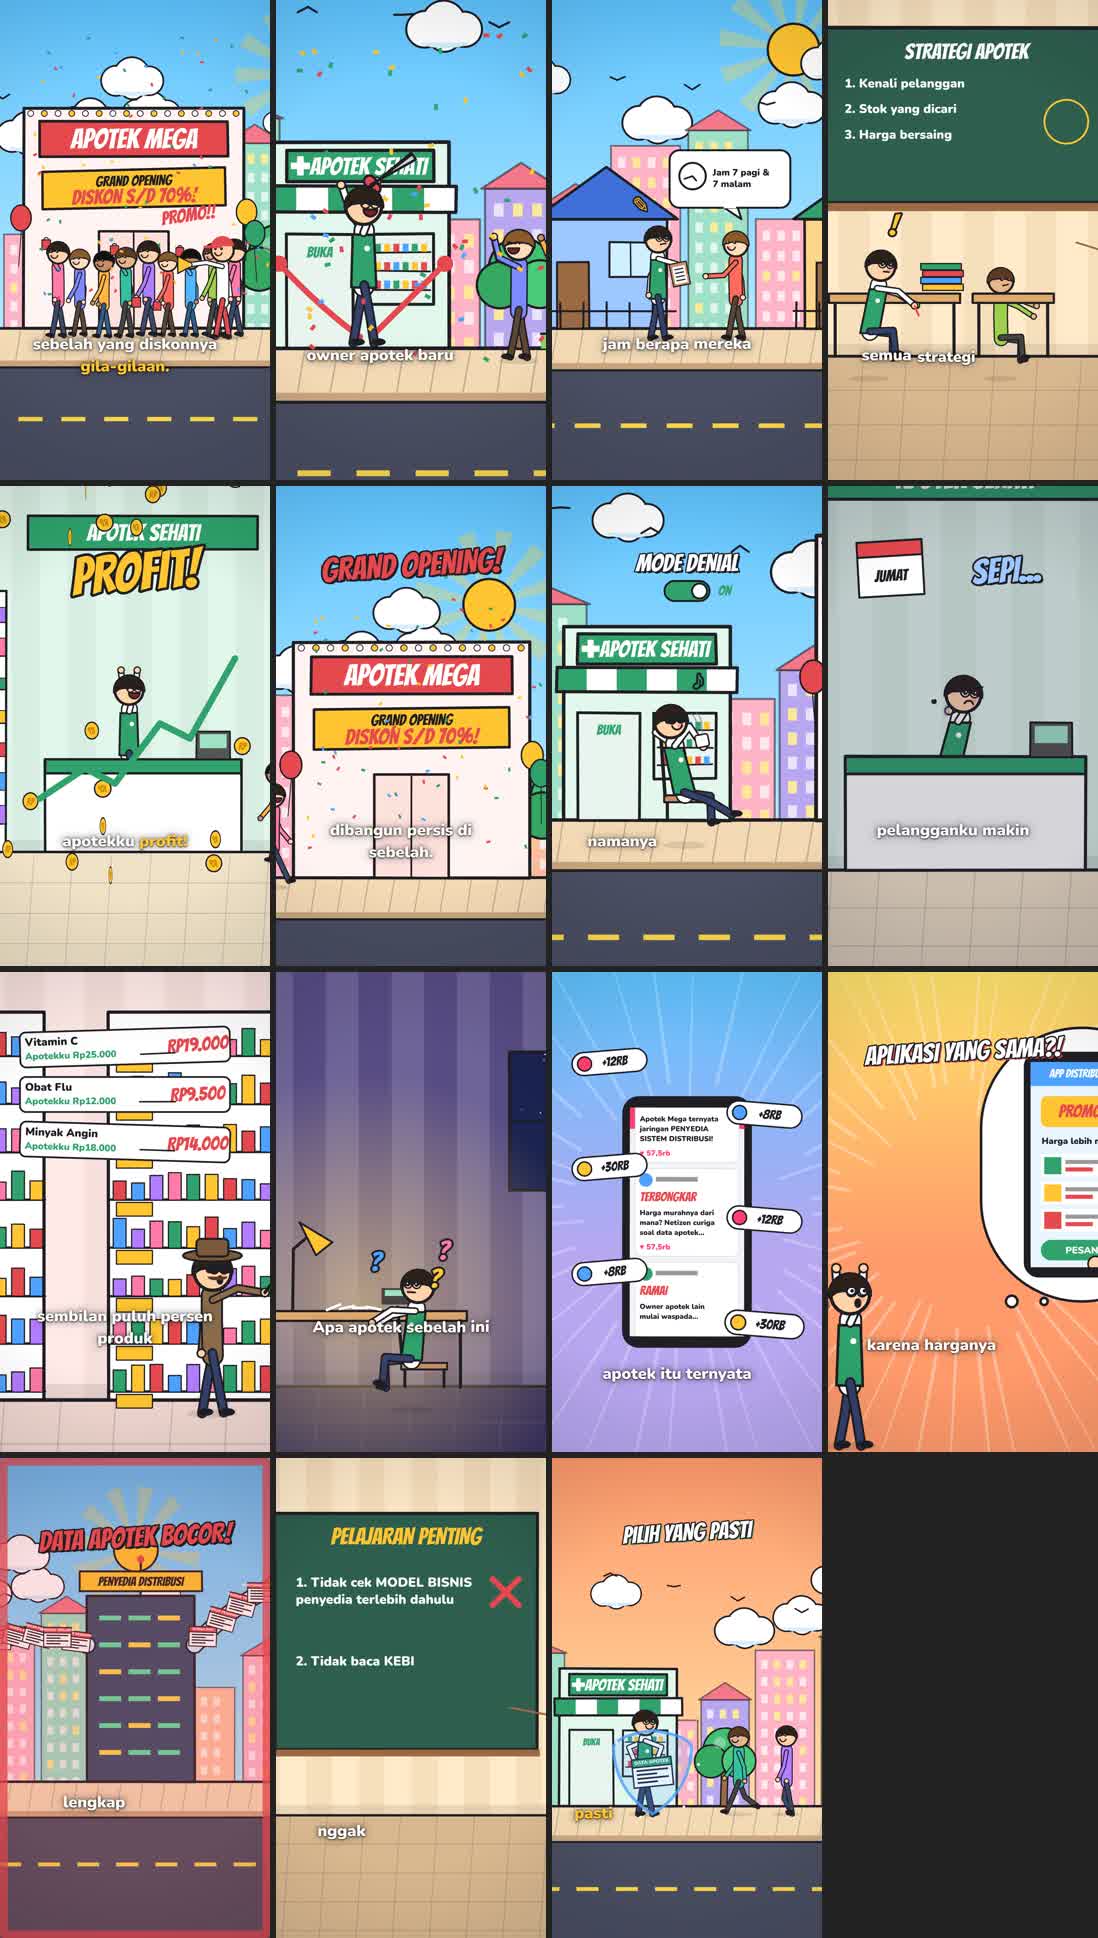 APOTEK MEGA
GRAND OPENING
DISKON S/D 70%!
PROMO!!
sebelah yang diskonnya
gila-gilaan.
APOTEK SEHATI
BUKA
owner apotek baru
Jam 7 pagi &
7 malam
jam berapa mereka
STRATEGI APOTEK
1. Kenali pelanggan
2. Stok yang dicari
3. Harga bersaing
!
semua strategi
APOTEK SEHATI
PROFIT!
apotekku profit!
GRAND OPENING!
APOTEK MEGA
GRAND OPENING
DISKON S/D 70%!
dibangun persis di
sebelah.
MODE DENIAL
ON
APOTEK SEHATI
BUKA
namanya
JUMAT
SEPI...
pelangganku makin
Vitamin C
Apotekku Rp25.000
RP19.000
Obat Flu
Apotekku Rp12.000
RP9.500
Minyak Angin
Apotekku Rp18.000
RP14.000
sembilan puluh persen
produk
? ? ?
Apa apotek sebelah ini
+12RB
+8RB
+30RB
+12RB
+8RB
+30RB
Apotek Mega ternyata
jaringan PENYEDIA
SISTEM DISTRIBUSI!
♥ 57,5rb
TERBONGKAR
Harga murahnya dari
mana? Netizen curiga
soal data apotek...
♥ 57,5rb
RAMAI
Owner apotek lain
mulai waspada...
apotek itu ternyata
APLIKASI YANG SAMA?!
APP DISTRIBU
PROMO
Harga lebih m
PESAN
karena harganya
DATA APOTEK BOCOR!
PENYEDIA DISTRIBUSI
lengkap
PELAJARAN PENTING
1. Tidak cek MODEL BISNIS
penyedia terlebih dahulu
2. Tidak baca KEBI
nggak
PILIH YANG PASTI
APOTEK SEHATI
BUKA
DATA APOTEK
pasti